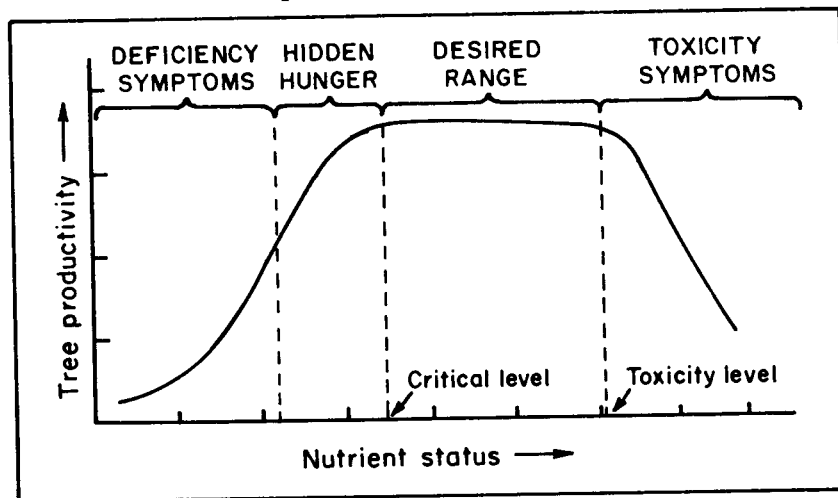 DEFICIENCY SYMPTOMS
HIDDEN HUNGER
DESIRED RANGE
TOXICITY SYMPTOMS
Tree productivity
Critical level
Toxicity level
Nutrient status